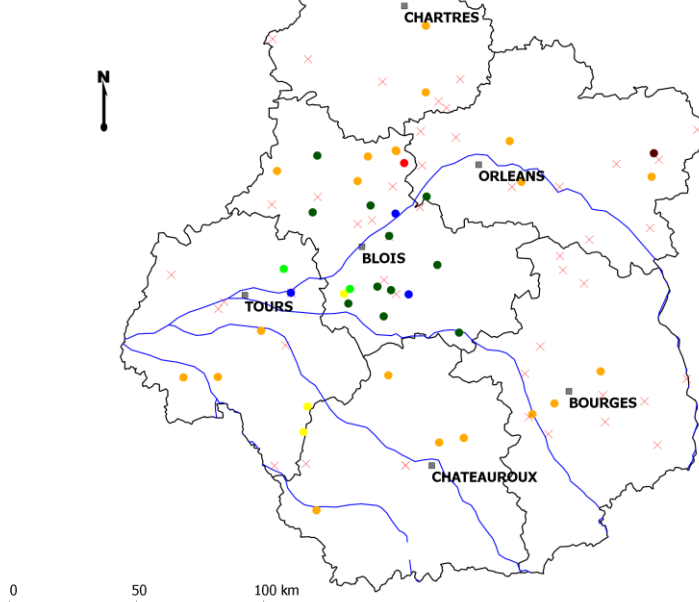 CHARTRES
N
ORLEANS
BLOIS
TOURS
BOURGES
CHATEAUROUX
0 50 100 km